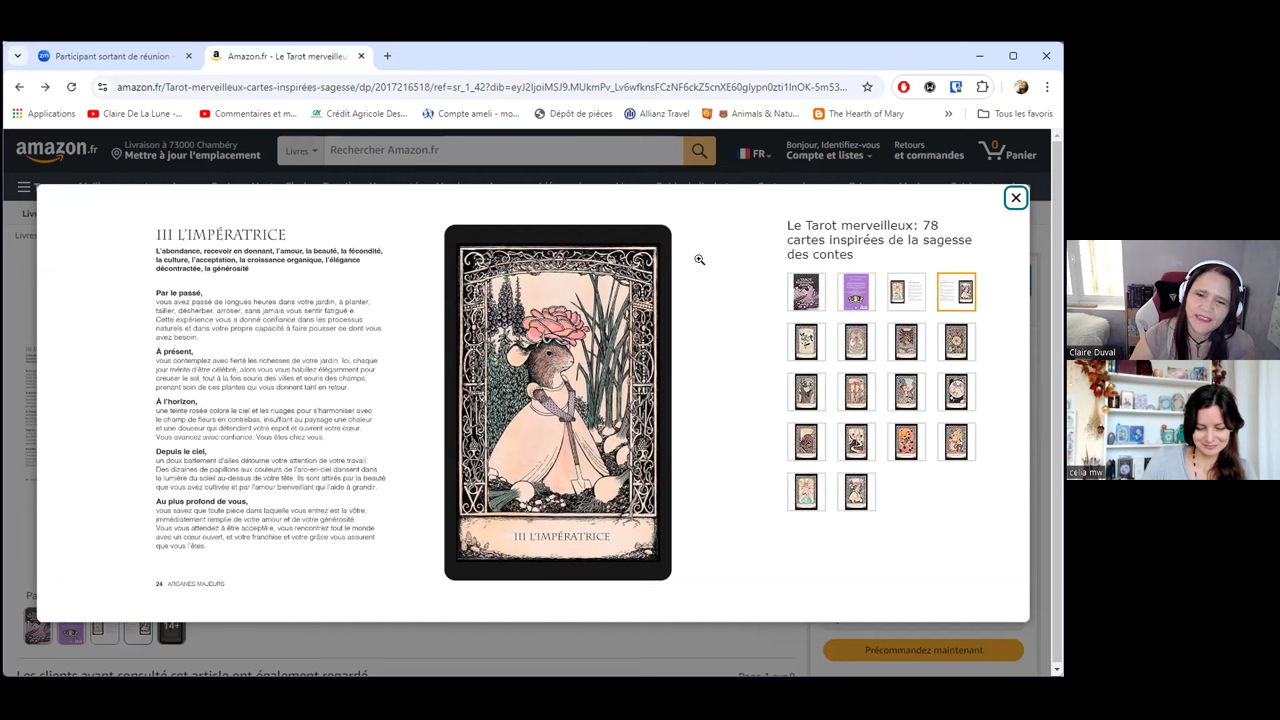 Participant sortant de réunion -
Amazon.fr - Le Tarot merveilleu
amazon.fr/Tarot-merveilleux-cartes-inspirées-sagesse/dp/2017216518/ref=sr_1_42?dib=
Applications
Claire De La Lune -...
Commentaires et m...
Crédit Agricole Des...
Compte ameli - mo...
Dépôt de pièces
Allianz Travel
Animals & Natu...
The Hearth of Mary
»
Tous les favoris
amazon.fr
Livraison à 73000 Chambéry
Mettre à jour l'emplacement
Livres
Rechercher Amazon.fr
FR
Bonjour, Identifiez-vous
Compte et listes
Retours
et commandes
0
Panier
III L'IMPÉRATRICE
L'abondance, recevoir en donnant, l'amour, la beauté, la fécondité,
la culture, l'acceptation, la croissance organique, l'élégance
décontractée, la générosité
Par le passé,
vous avez passé de longues heures dans votre jardin, à planter,
tailler, désherber, arroser, sans jamais vous sentir fatigué·e.
Cette expérience vous a donné confiance dans les processus
naturels et dans votre propre capacité à faire pousser ce dont vous
avez besoin.
À présent,
vous contemplez avec fierté les richesses de votre jardin. Ici, chaque
jour mérite d'être célébré, alors vous vous habillez élégamment pour
creuser le sol, tout à la fois souris des villes et souris des champs,
prenant soin de ces plantes qui vous donnent tant en retour.
À l'horizon,
une teinte rosée colore le ciel et les nuages pour s'harmoniser avec
le champ de fleurs en contrebas, insufflant au paysage une chaleur
et une douceur qui détendent votre esprit et ouvrent votre cœur.
Vous avancez avec confiance. Vous êtes chez vous.
Depuis le ciel,
un doux battement d'ailes détourne votre attention de votre travail.
Des dizaines de papillons aux couleurs de l'arc-en-ciel dansent dans
la lumière du soleil au-dessus de votre tête. Ils sont attirés par la beauté
que vous avez cultivée et par l'amour bienveillant qui l'aide à grandir.
Au plus profond de vous,
vous savez que toute pièce dans laquelle vous entrez est la vôtre,
immédiatement remplie de votre amour et de votre générosité.
Vous vous attendez à être accepté·e, vous rencontrez tout le monde
avec un cœur ouvert, et votre franchise et votre grâce vous assurent
que vous l'êtes.
24 ARCANES MAJEURS
III L'IMPÉRATRICE
Le Tarot merveilleux: 78
cartes inspirées de la sagesse
des contes
14+
Précommandez maintenant
Les clients ayant consulté cet article ont également regardé
Claire Duval
celia mw